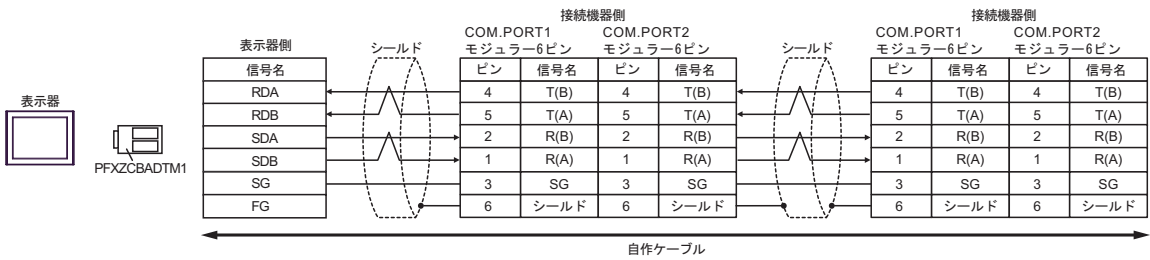 接続機器側 接続機器側
COM.PORT1 COM.PORT2 COM.PORT1 COM.PORT2
表示器側 シールド モジュラー6ピン モジュラー6ピン シールド モジュラー6ピン モジュラー6ピン
信号名 ピン 信号名 ピン 信号名 ピン 信号名 ピン 信号名
RDA 4 T(B) 4 T(B) 4 T(B) 4 T(B)
表示器
RDB 5 T(A) 5 T(A) 5 T(A) 5 T(A)
SDA 2 R(B) 2 R(B) 2 R(B) 2 R(B)
PFXZCBADTM1
SDB 1 R(A) 1 R(A) 1 R(A) 1 R(A)
SG 3 SG 3 SG 3 SG 3 SG
FG 6 シールド 6 シールド 6 シールド 6 シールド
自作ケーブル